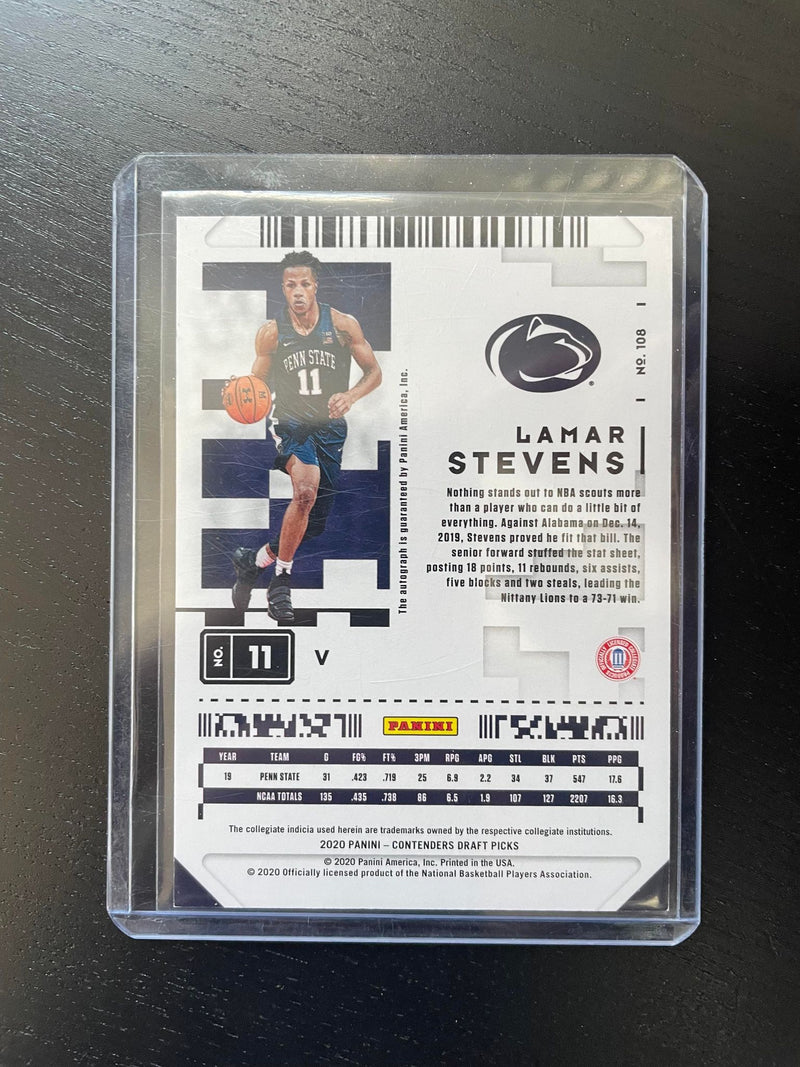 PENN STATE
11
The autograph is guaranteed by Panini America, Inc.
No. 108
LAMAR
STEVENS
Nothing stands out to NBA scouts more
than a player who can do a little bit of
everything. Against Alabama on Dec. 14,
2019, Stevens proved he fit that bill. The
senior forward stuffed the stat sheet,
posting 18 points, 11 rebounds, six assists,
five blocks and two steals, leading the
Nittany Lions to a 73-71 win.
NO. 11 V
OFFICIALLY LICENSED COLLEGIATE PRODUCTS
PANINI
YEAR TEAM G FG% FT% 3PM RPG APG STL BLK PTS PPG
19 PENN STATE 31 .423 .719 25 6.9 2.2 34 37 547 17.6
NCAA TOTALS 135 .435 .738 86 6.5 1.9 107 127 2207 16.3
The collegiate indicia used herein are trademarks owned by the respective collegiate institutions.
2020 PANINI – CONTENDERS DRAFT PICKS
© 2020 Panini America, Inc. Printed in the USA.
© 2020 Officially licensed product of the National Basketball Players Association.